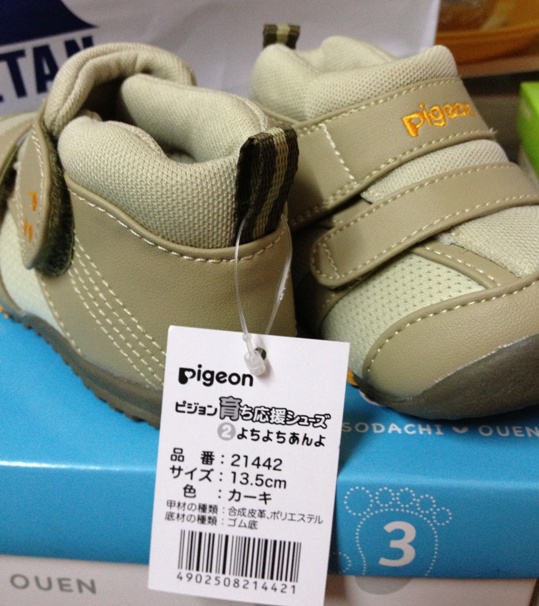 ETAN
pigeon
Pigeon
ピジョン 育ち応援シューズ
2 よちよちあんよ
品 番：21442
サイズ：13.5cm
色 ：カーキ
甲材の種類：合成皮革、ポリエステル
底材の種類：ゴム底
4902508214421
SODACHI OUEN
3
OUEN